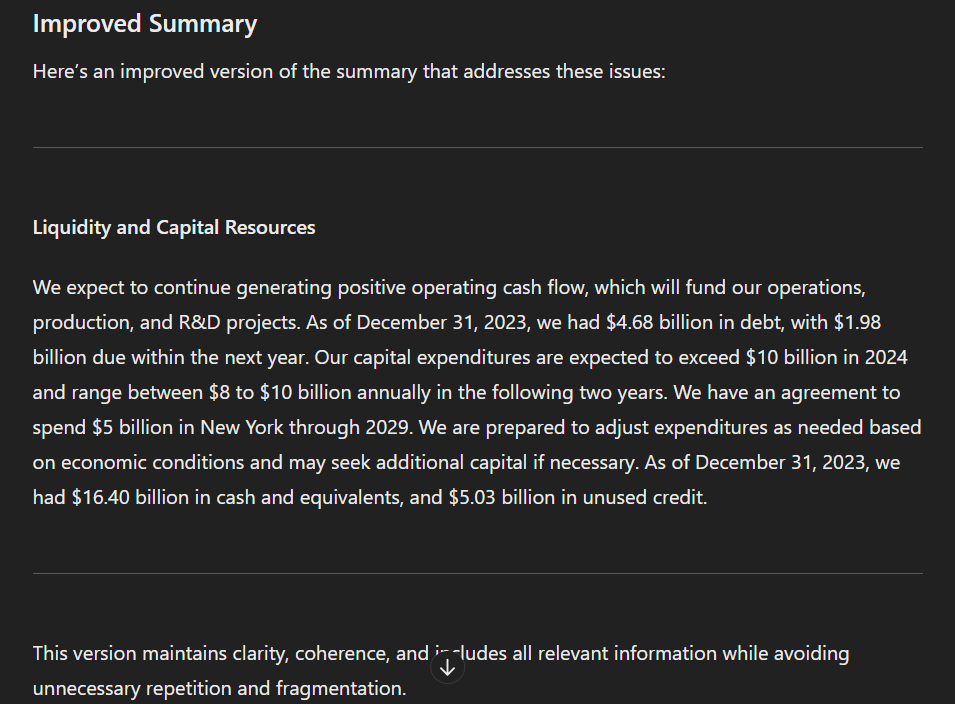 Improved Summary
Here's an improved version of the summary that addresses these issues:
Liquidity and Capital Resources
We expect to continue generating positive operating cash flow, which will fund our operations,
production, and R&D projects. As of December 31, 2023, we had $4.68 billion in debt, with $1.98
billion due within the next year. Our capital expenditures are expected to exceed $10 billion in 2024
and range between $8 to $10 billion annually in the following two years. We have an agreement to
spend $5 billion in New York through 2029. We are prepared to adjust expenditures as needed based
on economic conditions and may seek additional capital if necessary. As of December 31, 2023, we
had $16.40 billion in cash and equivalents, and $5.03 billion in unused credit.
This version maintains clarity, coherence, and includes all relevant information while avoiding
unnecessary repetition and fragmentation.